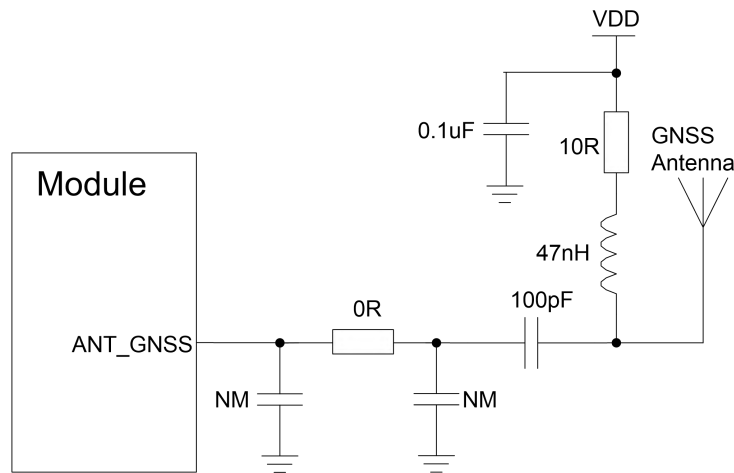 VDD
0.1uF
10R
GNSS
Antenna
Module
47nH
100pF
0R
ANT_GNSS
NM
NM